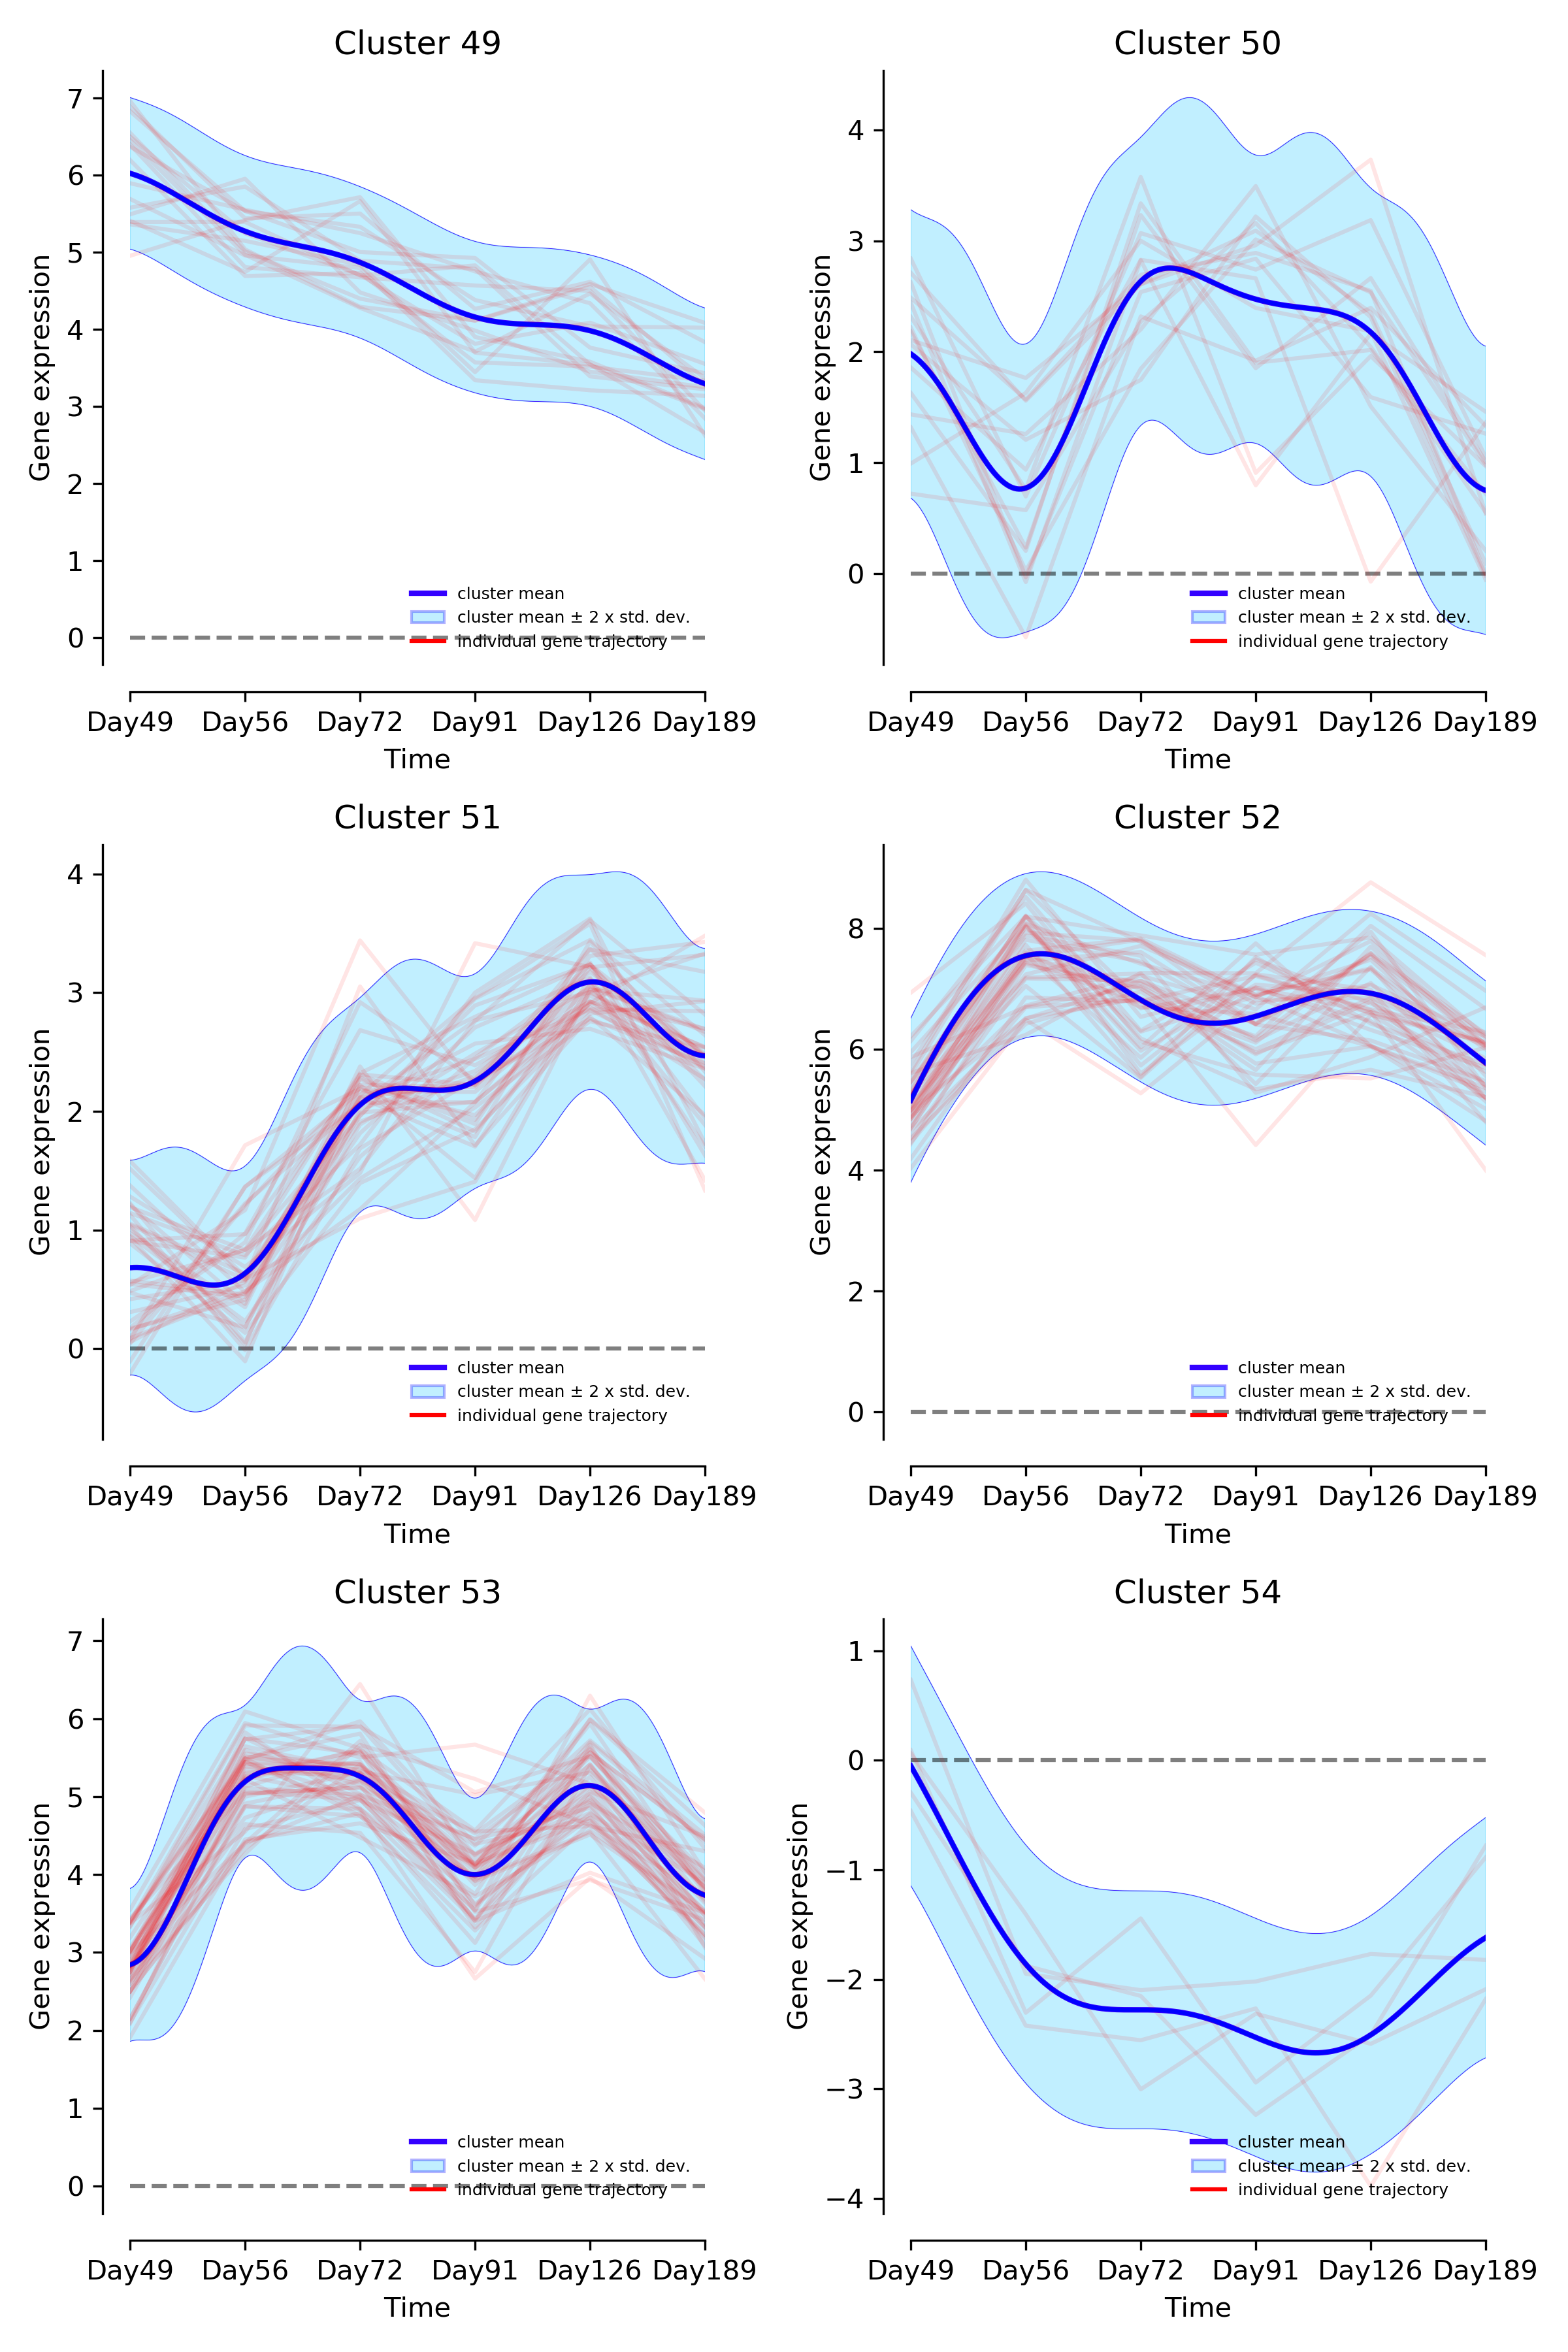 Cluster 49
Gene expression
7
6
5
4
3
2
1
0
cluster mean
cluster mean ± 2 x std. dev.
individual gene trajectory
Day49 Day56 Day72 Day91 Day126 Day189
Time
Cluster 50
Gene expression
4
3
2
1
0
cluster mean
cluster mean ± 2 x std. dev.
individual gene trajectory
Day49 Day56 Day72 Day91 Day126 Day189
Time
Cluster 51
Gene expression
4
3
2
1
0
cluster mean
cluster mean ± 2 x std. dev.
individual gene trajectory
Day49 Day56 Day72 Day91 Day126 Day189
Time
Cluster 52
Gene expression
8
6
4
2
0
cluster mean
cluster mean ± 2 x std. dev.
individual gene trajectory
Day49 Day56 Day72 Day91 Day126 Day189
Time
Cluster 53
Gene expression
7
6
5
4
3
2
1
0
cluster mean
cluster mean ± 2 x std. dev.
individual gene trajectory
Day49 Day56 Day72 Day91 Day126 Day189
Time
Cluster 54
Gene expression
1
0
−1
−2
−3
−4
cluster mean
cluster mean ± 2 x std. dev.
individual gene trajectory
Day49 Day56 Day72 Day91 Day126 Day189
Time